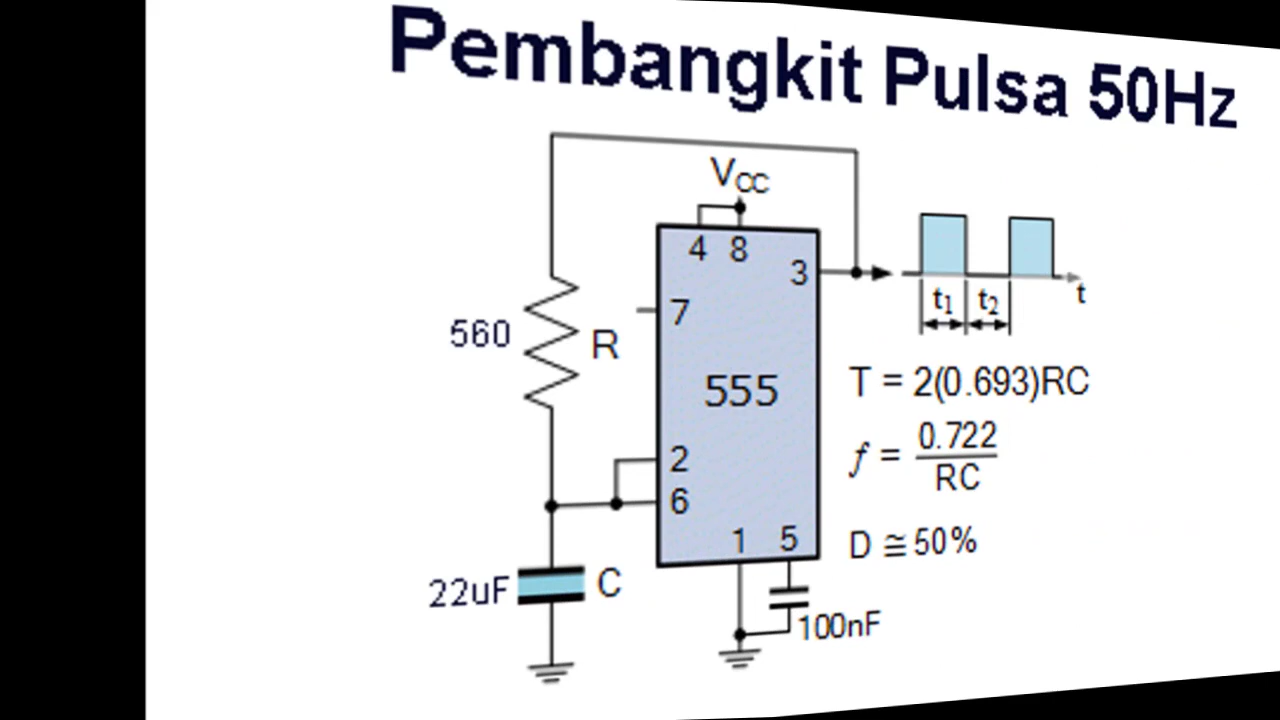 Pembangkit Pulsa 50Hz
VCC
4 8
3
7
560 R
555
t1 t2 t
T = 2(0.693)RC
f = 0.722
RC
2
6
1 5
D ≅ 50%
22uF C
100nF